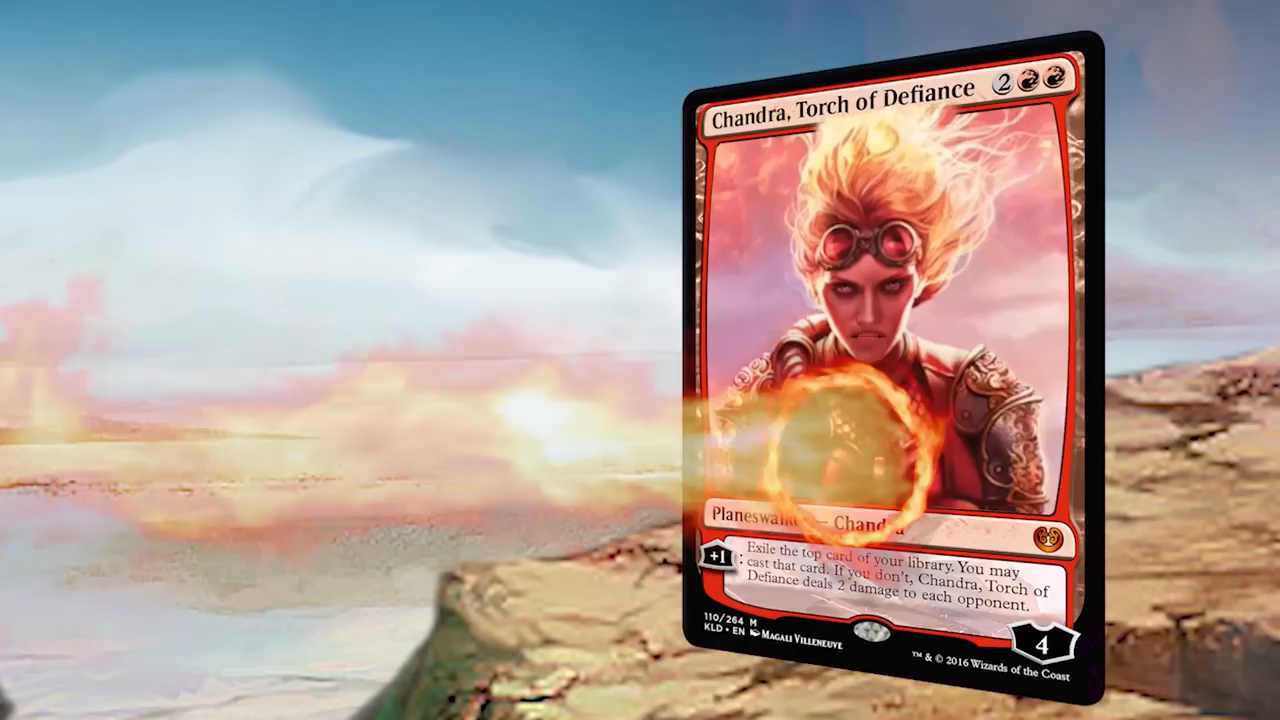 Chandra, Torch of Defiance 2
Planeswalk — Chandra
+1 : Exile the top card of your library. You may
cast that card. If you don't, Chandra, Torch of
Defiance deals 2 damage to each opponent.
4
110/264 M
KLD • EN Magali Villeneuve
™ & © 2016 Wizards of the Coast